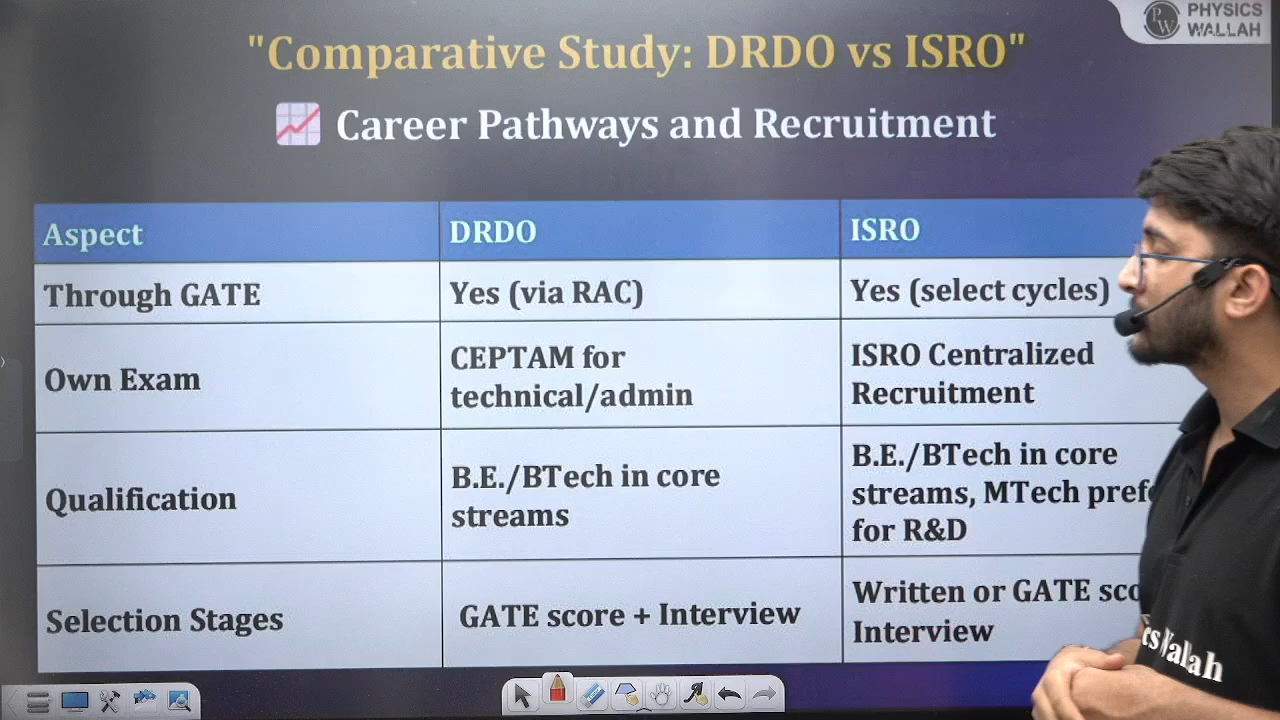 PHYSICS
WALLAH
"Comparative Study: DRDO vs ISRO"
Career Pathways and Recruitment
Aspect DRDO ISRO
Through GATE Yes (via RAC) Yes (select cycles)
Own Exam CEPTAM for
technical/admin ISRO Centralized
Recruitment
Qualification B.E./BTech in core
streams B.E./BTech in core
streams, MTech
for R&D
Selection Stages GATE score + Interview Written or GATE
Interview
Wallah